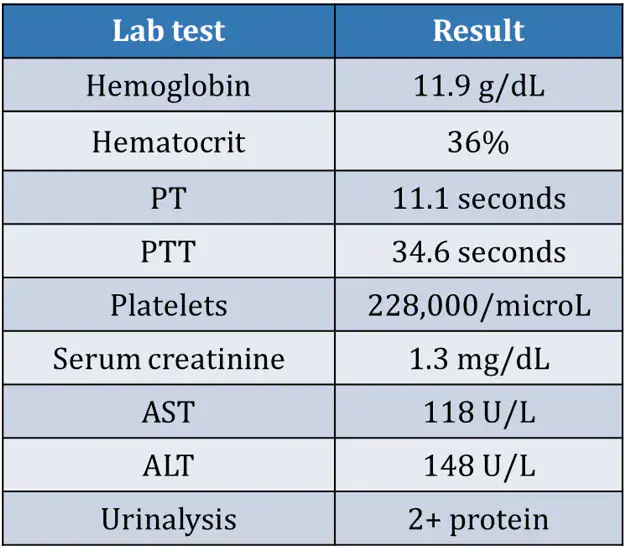 Lab test Result
Hemoglobin 11.9 g/dL
Hematocrit 36%
PT 11.1 seconds
PTT 34.6 seconds
Platelets 228,000/microL
Serum creatinine 1.3 mg/dL
AST 118 U/L
ALT 148 U/L
Urinalysis 2+ protein